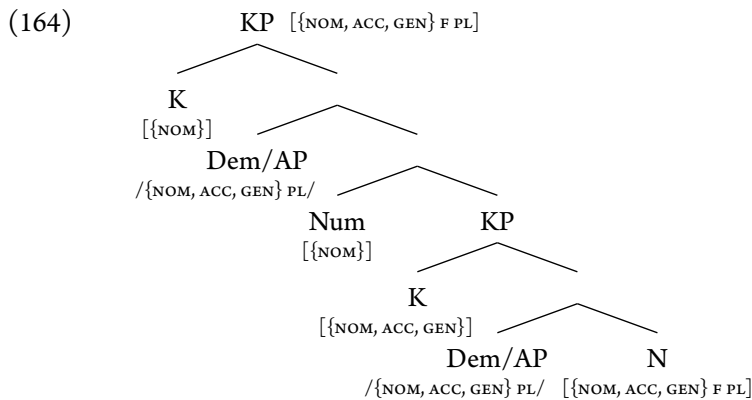 (164) KP [{NOM, ACC, GEN} F PL]
K
[{NOM}]
Dem/AP
/{NOM, ACC, GEN} PL/
Num KP
[{NOM}]
K
[{NOM, ACC, GEN}]
Dem/AP N
/{NOM, ACC, GEN} PL/ [{NOM, ACC, GEN} F PL]